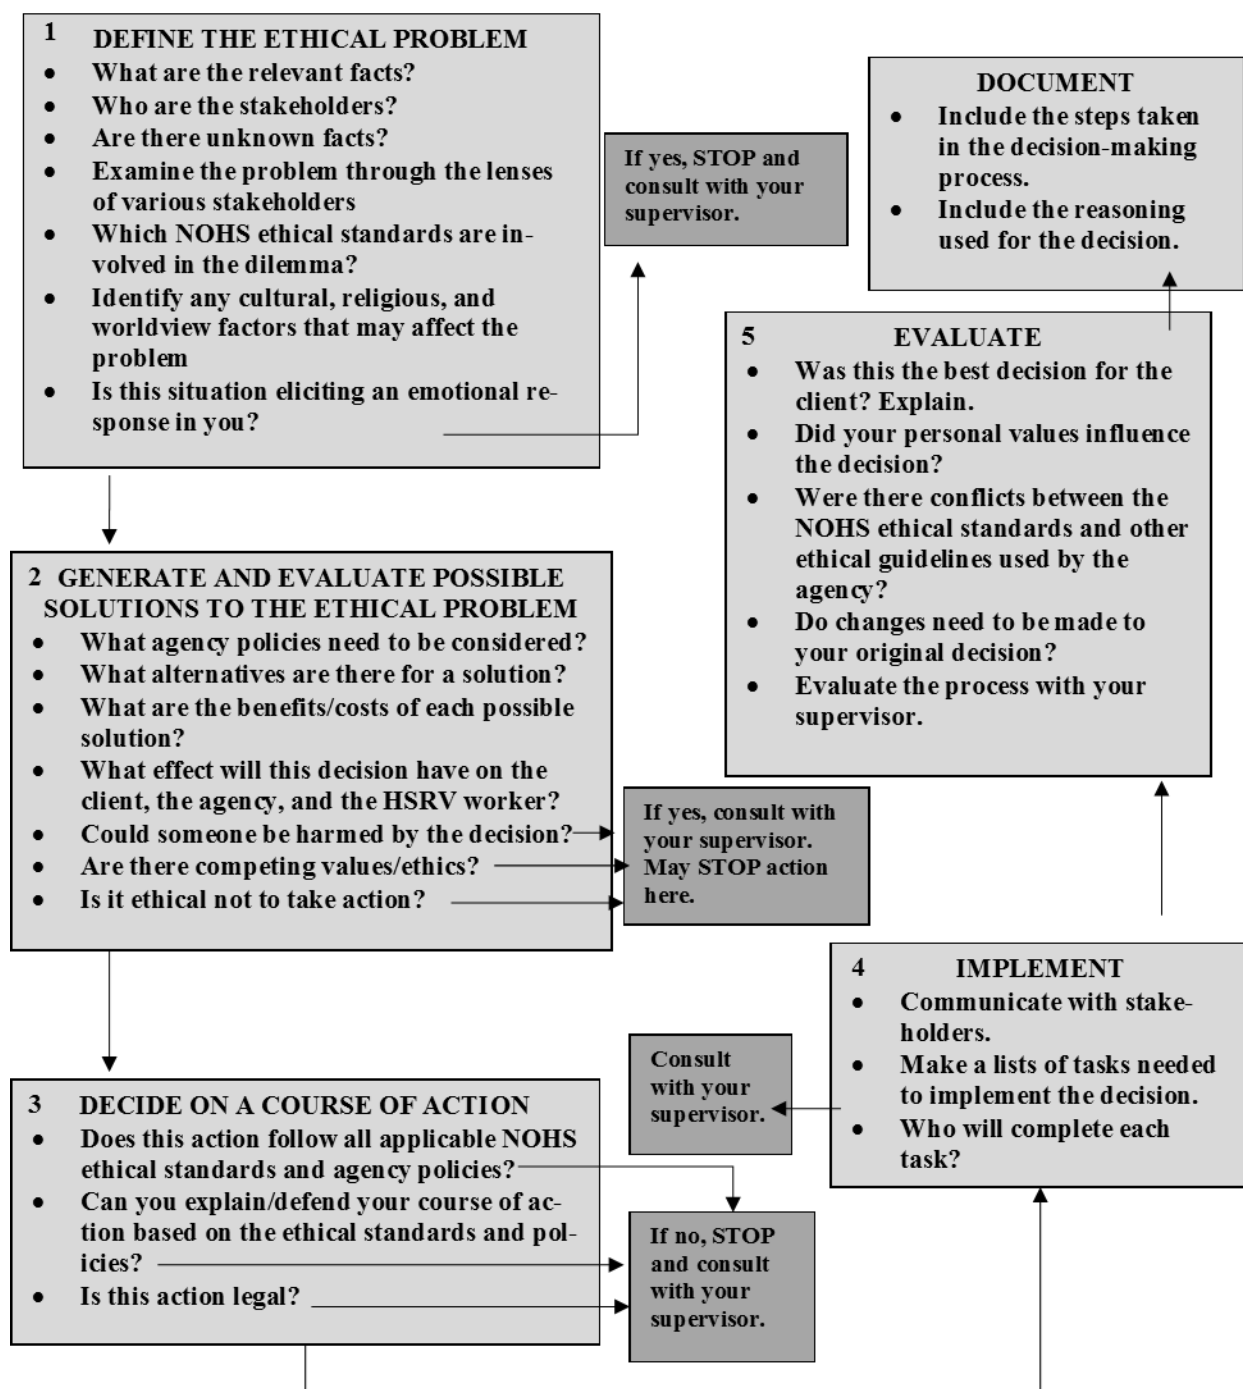 1 DEFINE THE ETHICAL PROBLEM
• What are the relevant facts?
• Who are the stakeholders?
• Are there unknown facts?
• Examine the problem through the lenses
of various stakeholders
• Which NOHS ethical standards are in-
volved in the dilemma?
• Identify any cultural, religious, and
worldview factors that may affect the
problem
• Is this situation eliciting an emotional re-
sponse in you?
If yes, STOP and
consult with your
supervisor.
2 GENERATE AND EVALUATE POSSIBLE
SOLUTIONS TO THE ETHICAL PROBLEM
• What agency policies need to be considered?
• What alternatives are there for a solution?
• What are the benefits/costs of each possible
solution?
• What effect will this decision have on the
client, the agency, and the HSRV worker?
• Could someone be harmed by the decision?
• Are there competing values/ethics?
• Is it ethical not to take action?
If yes, consult with
your supervisor.
May STOP action
here.
3 DECIDE ON A COURSE OF ACTION
• Does this action follow all applicable NOHS
ethical standards and agency policies?
• Can you explain/defend your course of ac-
tion based on the ethical standards and pol-
icies?
• Is this action legal?
If no, STOP
and consult
with your
supervisor.
4 IMPLEMENT
• Communicate with stake-
holders.
• Make a lists of tasks needed
to implement the decision.
• Who will complete each
task?
Consult
with your
supervisor.
5 EVALUATE
• Was this the best decision for the
client? Explain.
• Did your personal values influence
the decision?
• Were there conflicts between the
NOHS ethical standards and other
ethical guidelines used by the
agency?
• Do changes need to be made to
your original decision?
• Evaluate the process with your
supervisor.
DOCUMENT
• Include the steps taken
in the decision-making
process.
• Include the reasoning
used for the decision.